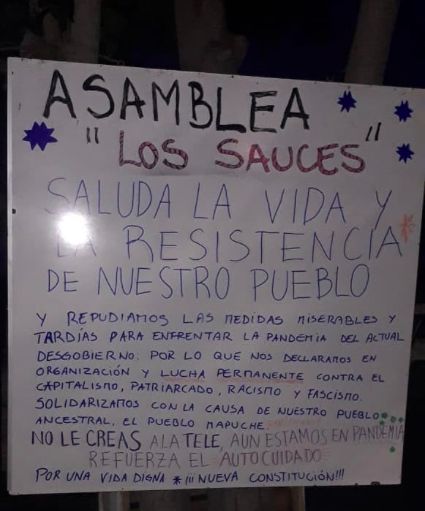 ASAMBLEA
"LOS SAUCES"
SALUDA LA VIDA Y
LA RESISTENCIA
DE NUESTRO PUEBLO
Y REPUDIAMOS LAS MEDIDAS MISERABLES Y
TARDÍAS PARA ENFRENTAR LA PANDEMIA DEL ACTUAL
DESGOBIERNO. POR LO QUE NOS DECLARAMOS EN
ORGANIZACIÓN Y LUCHA PERMANENTE CONTRA EL
CAPITALISMO, PATRIARCADO, RACISMO Y FASCISMO.
SOLIDARIZAMOS CON LA CAUSA DE NUESTRO PUEBLO
ANCESTRAL, EL PUEBLO MAPUCHE.
NO LE CREAS A LA TELE, AUN ESTAMOS EN PANDEMIA
REFUERZA EL AUTOCUIDADO
POR UNA VIDA DIGNA * ¡¡¡ NUEVA CONSTITUCIÓN!!!